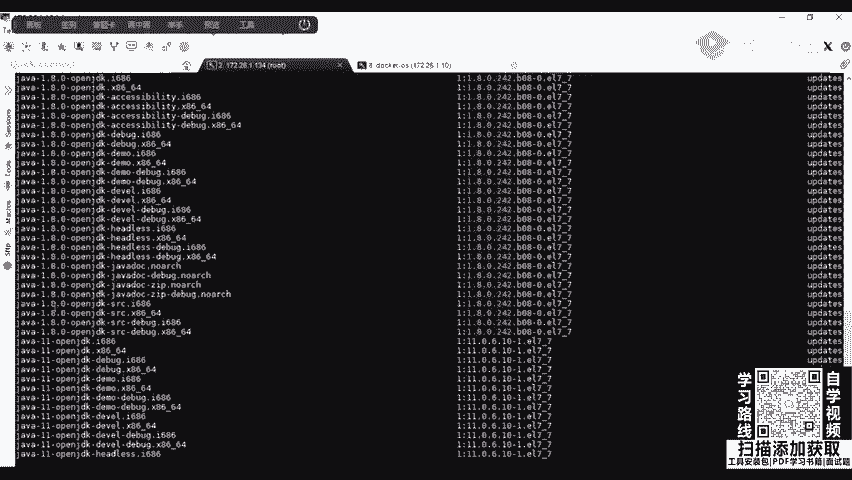 工具
2. 172.28.1.134 (root)
java-1.8.0-openjdk.i686 1:1.8.0.242.b08-0.el7_7 updates
java-1.8.0-openjdk.x86_64 1:1.8.0.242.b08-0.el7_7 updates
java-1.8.0-openjdk-accessibility.i686 1:1.8.0.242.b08-0.el7_7 updates
java-1.8.0-openjdk-accessibility.x86_64 1:1.8.0.242.b08-0.el7_7 updates
java-1.8.0-openjdk-accessibility-debug.i686 1:1.8.0.242.b08-0.el7_7 updates
java-1.8.0-openjdk-accessibility-debug.x86_64 1:1.8.0.242.b08-0.el7_7 updates
java-1.8.0-openjdk-debug.i686 1:1.8.0.242.b08-0.el7_7 updates
java-1.8.0-openjdk-debug.x86_64 1:1.8.0.242.b08-0.el7_7 updates
java-1.8.0-openjdk-demo.i686 1:1.8.0.242.b08-0.el7_7 updates
java-1.8.0-openjdk-demo.x86_64 1:1.8.0.242.b08-0.el7_7 updates
java-1.8.0-openjdk-demo-debug.i686 1:1.8.0.242.b08-0.el7_7 updates
java-1.8.0-openjdk-demo-debug.x86_64 1:1.8.0.242.b08-0.el7_7 updates
java-1.8.0-openjdk-devel.i686 1:1.8.0.242.b08-0.el7_7 updates
java-1.8.0-openjdk-devel.x86_64 1:1.8.0.242.b08-0.el7_7 updates
java-1.8.0-openjdk-devel-debug.i686 1:1.8.0.242.b08-0.el7_7 updates
java-1.8.0-openjdk-devel-debug.x86_64 1:1.8.0.242.b08-0.el7_7 updates
java-1.8.0-openjdk-headless.i686 1:1.8.0.242.b08-0.el7_7 updates
java-1.8.0-openjdk-headless.x86_64 1:1.8.0.242.b08-0.el7_7 updates
java-1.8.0-openjdk-headless-debug.i686 1:1.8.0.242.b08-0.el7_7 updates
java-1.8.0-openjdk-headless-debug.x86_64 1:1.8.0.242.b08-0.el7_7 updates
java-1.8.0-openjdk-javadoc.noarch 1:1.8.0.242.b08-0.el7_7 updates
java-1.8.0-openjdk-javadoc-debug.noarch 1:1.8.0.242.b08-0.el7_7 updates
java-1.8.0-openjdk-javadoc-zip.noarch 1:1.8.0.242.b08-0.el7_7 updates
java-1.8.0-openjdk-javadoc-zip-debug.noarch 1:1.8.0.242.b08-0.el7_7 updates
java-1.8.0-openjdk-src.i686 1:1.8.0.242.b08-0.el7_7 updates
java-1.8.0-openjdk-src.x86_64 1:1.8.0.242.b08-0.el7_7 updates
java-1.8.0-openjdk-src-debug.i686 1:1.8.0.242.b08-0.el7_7 updates
java-1.8.0-openjdk-src-debug.x86_64 1:1.8.0.242.b08-0.el7_7 updates
java-11-openjdk.i686 1:11.0.6.10-1.el7_7 updates
java-11-openjdk.x86_64 1:11.0.6.10-1.el7_7 updates
java-11-openjdk-debug.i686 1:11.0.6.10-1.el7_7 updates
java-11-openjdk-debug.x86_64 1:11.0.6.10-1.el7_7
java-11-openjdk-demo.i686 1:11.0.6.10-1.el7_7
java-11-openjdk-demo.x86_64 1:11.0.6.10-1.el7_7
java-11-openjdk-demo-debug.i686 1:11.0.6.10-1.el7_7
java-11-openjdk-demo-debug.x86_64 1:11.0.6.10-1.el7_7
java-11-openjdk-devel.i686 1:11.0.6.10-1.el7_7
java-11-openjdk-devel.x86_64 1:11.0.6.10-1.el7_7
java-11-openjdk-devel-debug.i686 1:11.0.6.10-1.el7_7
java-11-openjdk-devel-debug.x86_64 1:11.0.6.10-1.el7_7
java-11-openjdk-headless.i686 1:11.0.6.10-1.el7_7
Sessions
Tools
Macros
Sftp
学习路线
自学视频
扫描添加获取
工具安装包|PDF学习书籍|面试题